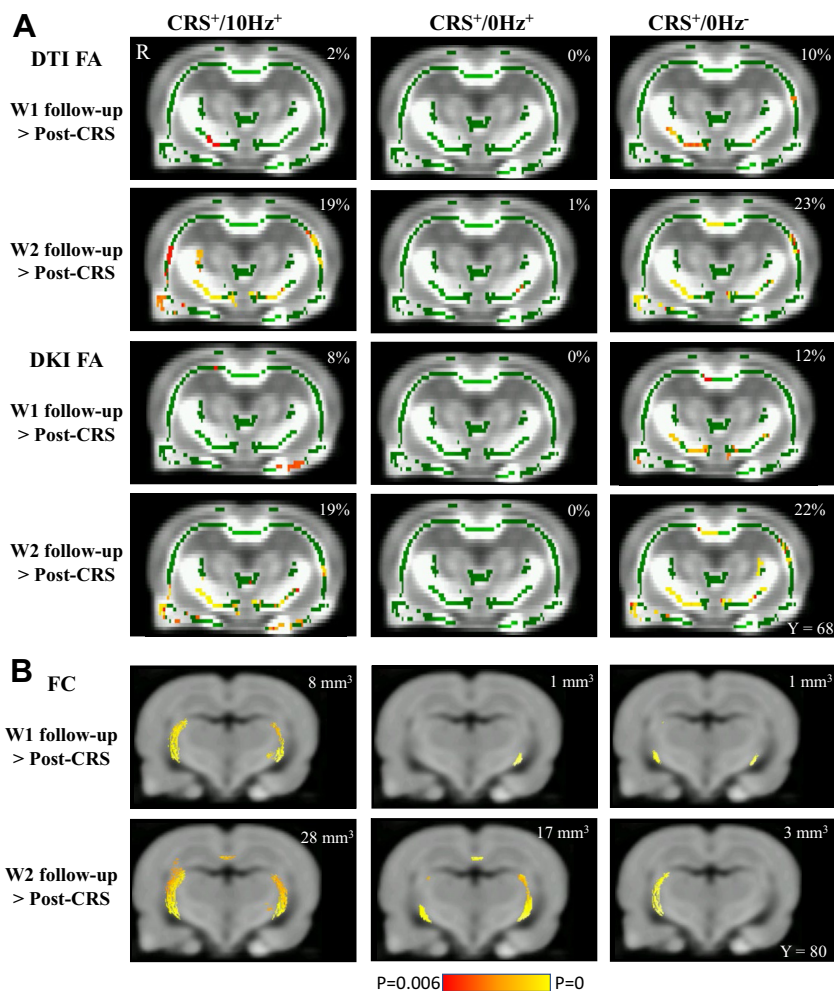 A
CRS⁺/10Hz⁺ CRS⁺/0Hz⁺ CRS⁺/0Hz⁻
DTI FA
R 2% 0% 10%
W1 follow-up
> Post-CRS
19% 1% 23%
W2 follow-up
> Post-CRS
DKI FA
8% 0% 12%
W1 follow-up
> Post-CRS
19% 0% 22%
W2 follow-up
> Post-CRS
Y = 68
B
FC
8 mm³ 1 mm³ 1 mm³
W1 follow-up
> Post-CRS
28 mm³ 17 mm³ 3 mm³
W2 follow-up
> Post-CRS
Y = 80
P=0.006 P=0